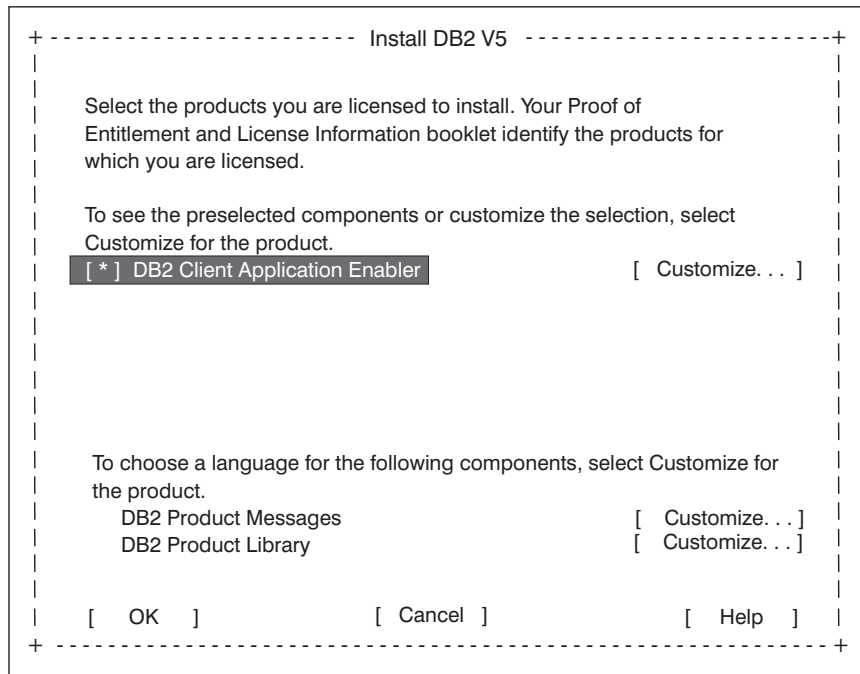 Install DB2 V5
Select the products you are licensed to install. Your Proof of
Entitlement and License Information booklet identify the products for
which you are licensed.
To see the preselected components or customize the selection, select
Customize for the product.
[ * ] DB2 Client Application Enabler [ Customize. . . ]
To choose a language for the following components, select Customize for
the product.
DB2 Product Messages [ Customize. . . ]
DB2 Product Library [ Customize. . . ]
[ OK ] [ Cancel ] [ Help ]